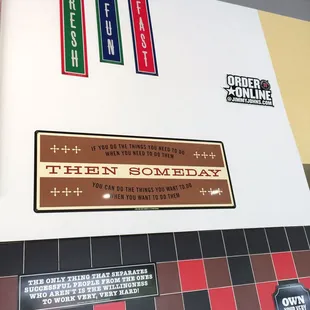 FRESH
FUN
FAST
ORDER
ONLINE
@JIMMYJOHNS.COM
IF YOU DO THE THINGS YOU NEED TO DO
WHEN YOU NEED TO DO THEM
THEN SOMEDAY
YOU CAN DO THE THINGS YOU WANT TO DO
WHEN YOU WANT TO DO THEM
THE ONLY THING THAT SEPARATES
SUCCESSFUL PEOPLE FROM THE ONES
WHO AREN'T IS THE WILLINGNESS
TO WORK VERY, VERY HARD!
OWN
YOUR VERY